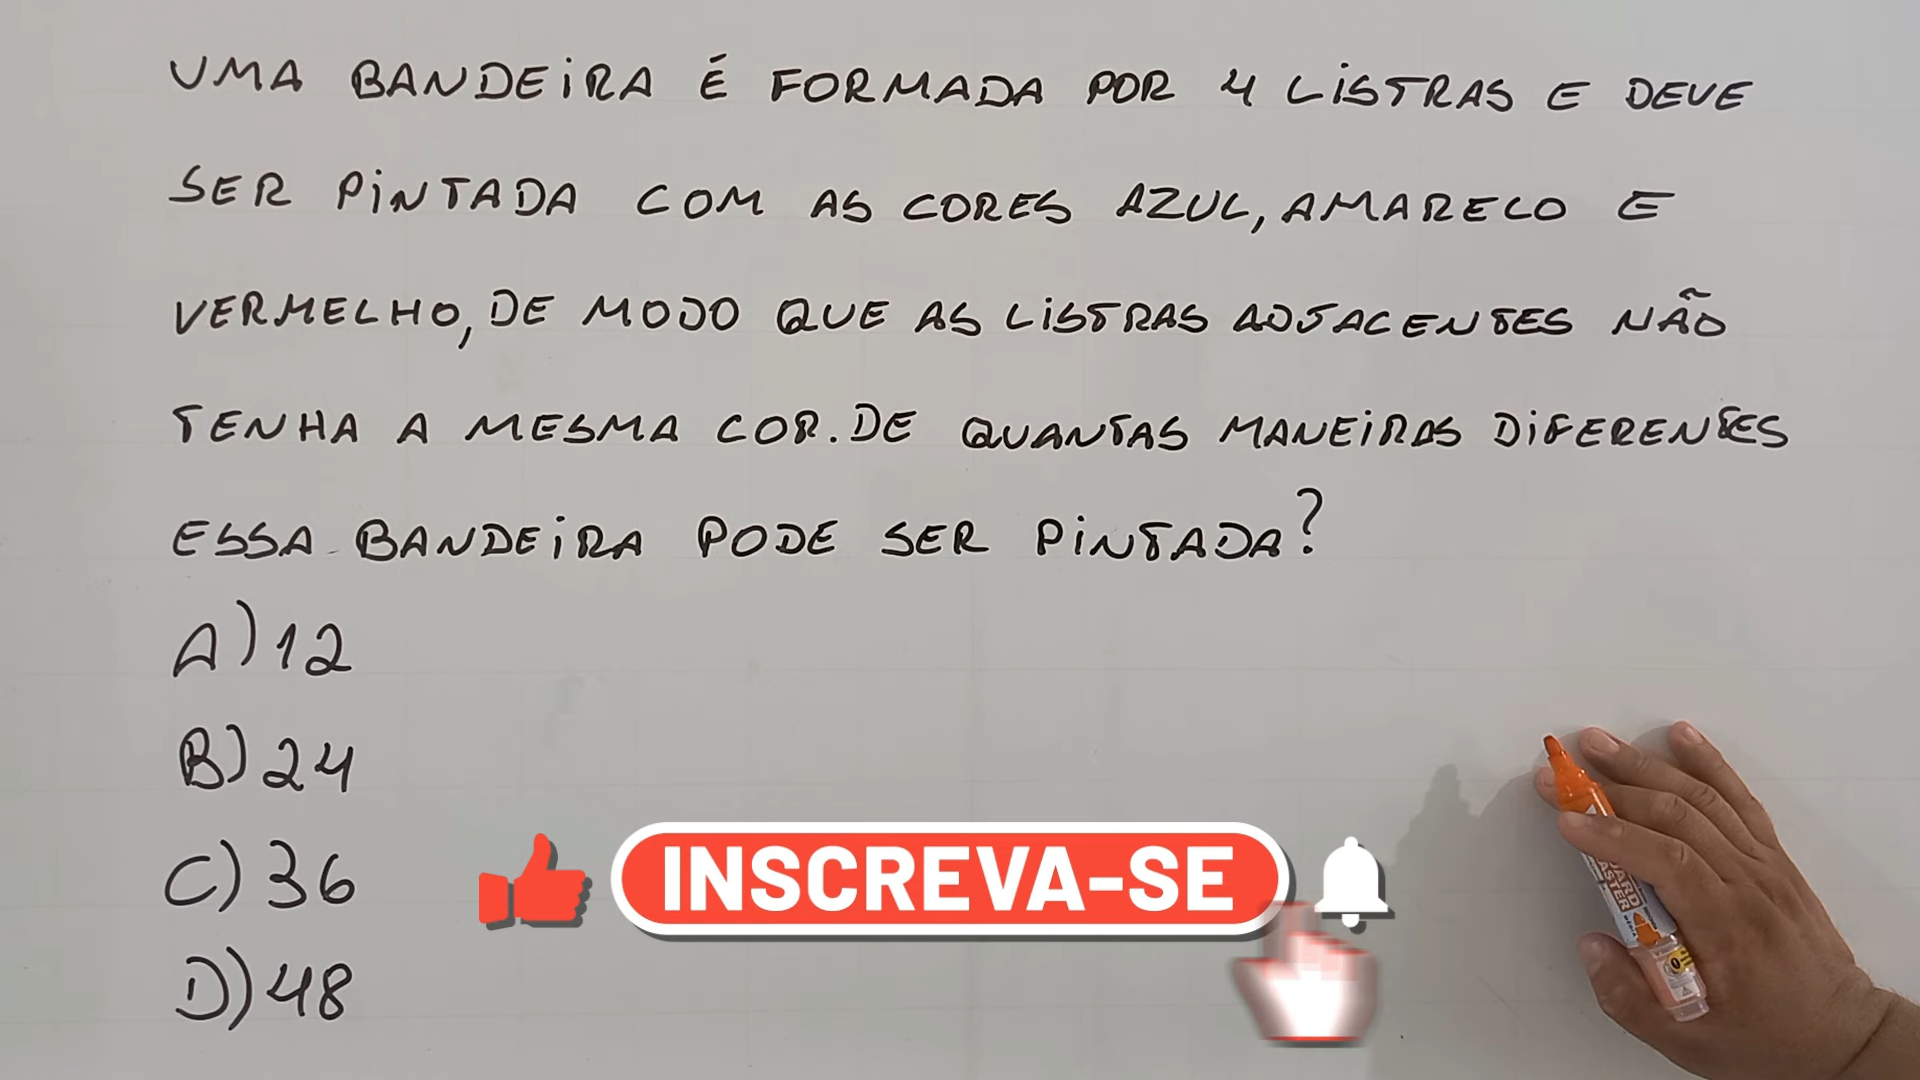 UMA BANDEIRA É FORMADA POR 4 LISTRAS E DEVE
SER PINTADA COM AS CORES AZUL, AMARELO E
VERMELHO, DE MODO QUE AS LISTRAS ADJACENTES NÃO
TENHA A MESMA COR. DE QUANTAS MANEIRAS DIFERENTES
ESSA BANDEIRA PODE SER PINTADA?
A) 12
B) 24
C) 36
D) 48
INSCREVA-SE